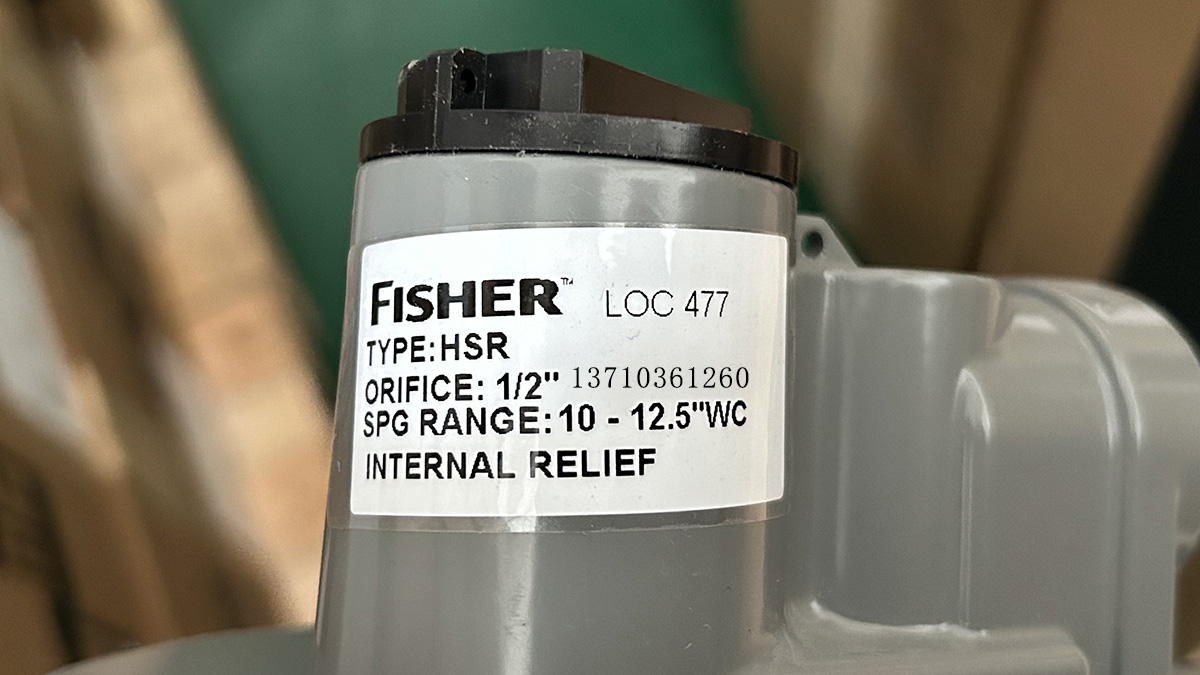 FISHER™ LOC 477
TYPE: HSR
ORIFICE: 1/2" 13710361260
SPG RANGE: 10 - 12.5"WC
INTERNAL RELIEF